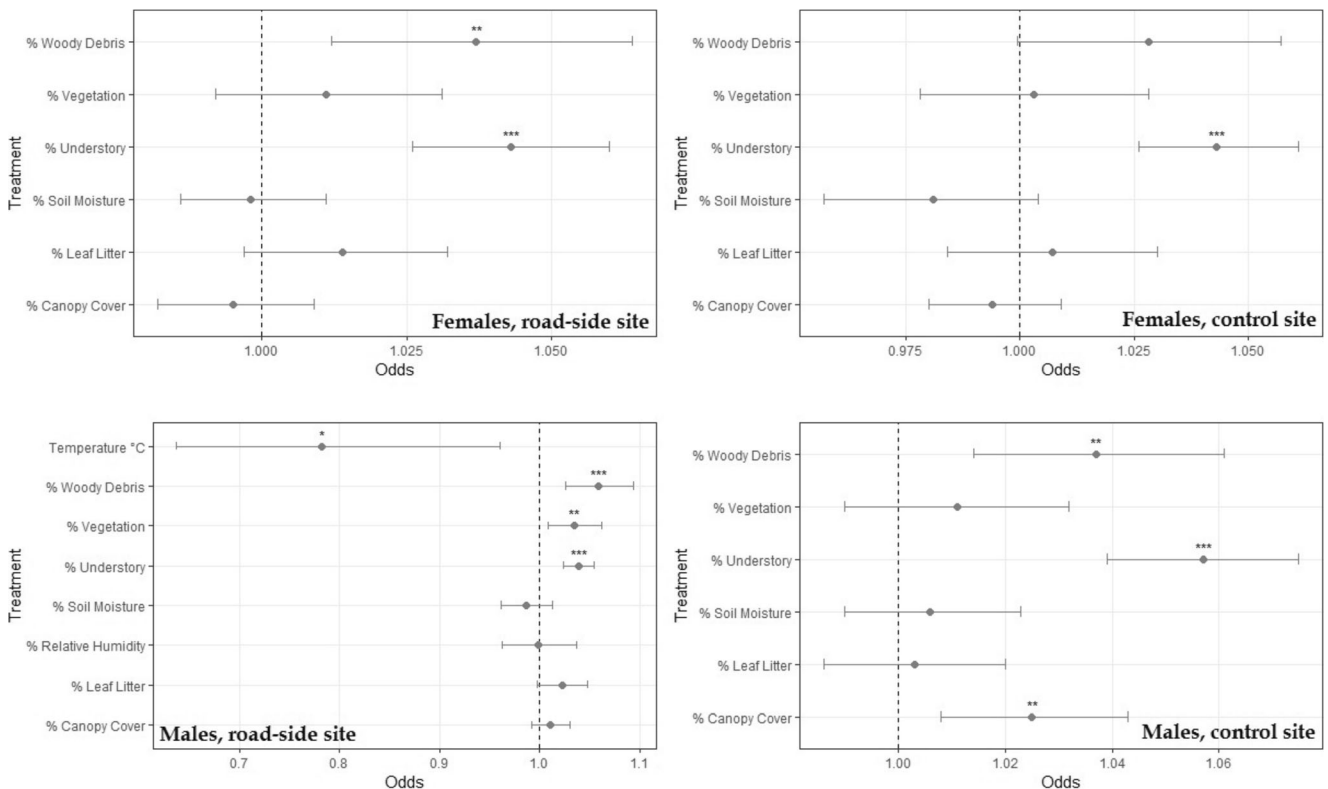 Treatment
% Woody Debris
**
% Vegetation
% Understory
***
% Soil Moisture
% Leaf Litter
% Canopy Cover
Females, road-side site
1.000 1.025 1.050
Odds
Treatment
% Woody Debris
% Vegetation
% Understory
***
% Soil Moisture
% Leaf Litter
% Canopy Cover
Females, control site
0.975 1.000 1.025 1.050
Odds
Treatment
Temperature °C
*
% Woody Debris
***
% Vegetation
**
% Understory
***
% Soil Moisture
% Relative Humidity
% Leaf Litter
% Canopy Cover
Males, road-side site
0.7 0.8 0.9 1.0 1.1
Odds
Treatment
% Woody Debris
**
% Vegetation
% Understory
***
% Soil Moisture
% Leaf Litter
% Canopy Cover
**
Males, control site
1.00 1.02 1.04 1.06
Odds